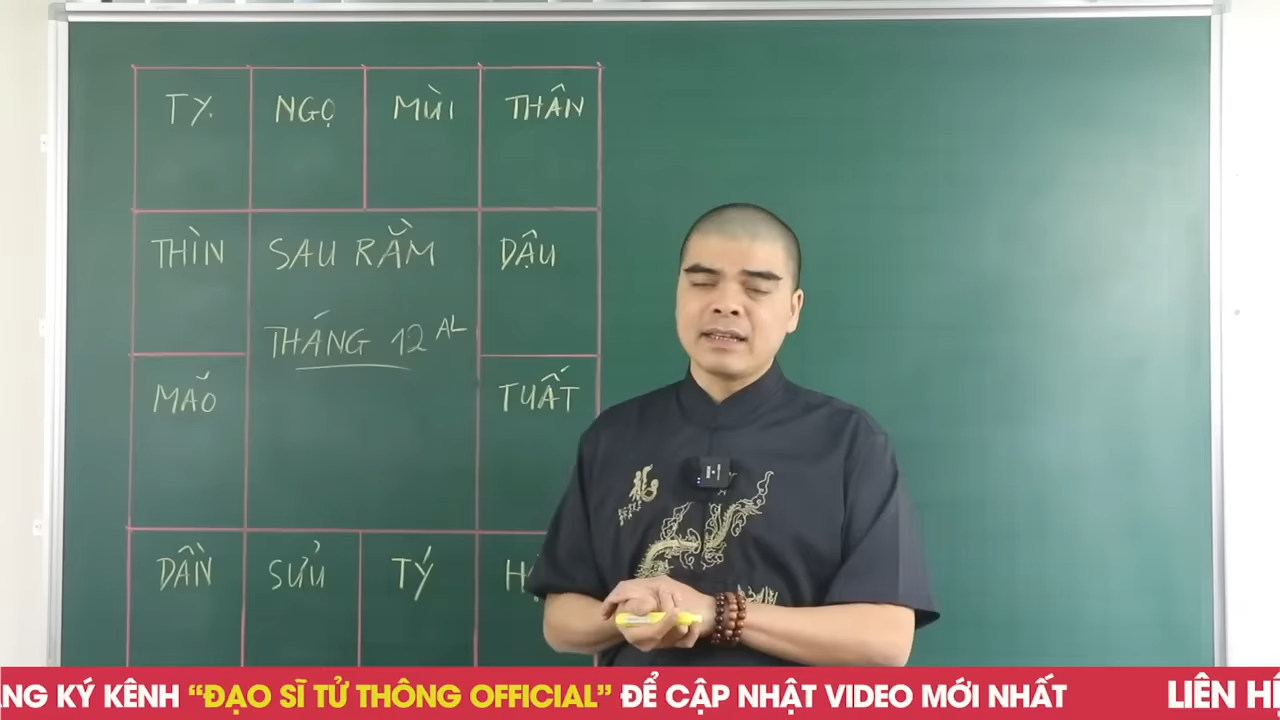 TỴ NGỌ MÙI THÂN
THÌN SAU RẰM DẬU
THÁNG 12 AL
MÃO TUẤT
DẦN SỬU TÝ
NG KÝ KÊNH “ĐẠO SĨ TỬ THÔNG OFFICIAL” ĐỂ CẬP NHẬT VIDEO MỚI NHẤT LIÊN HỆ